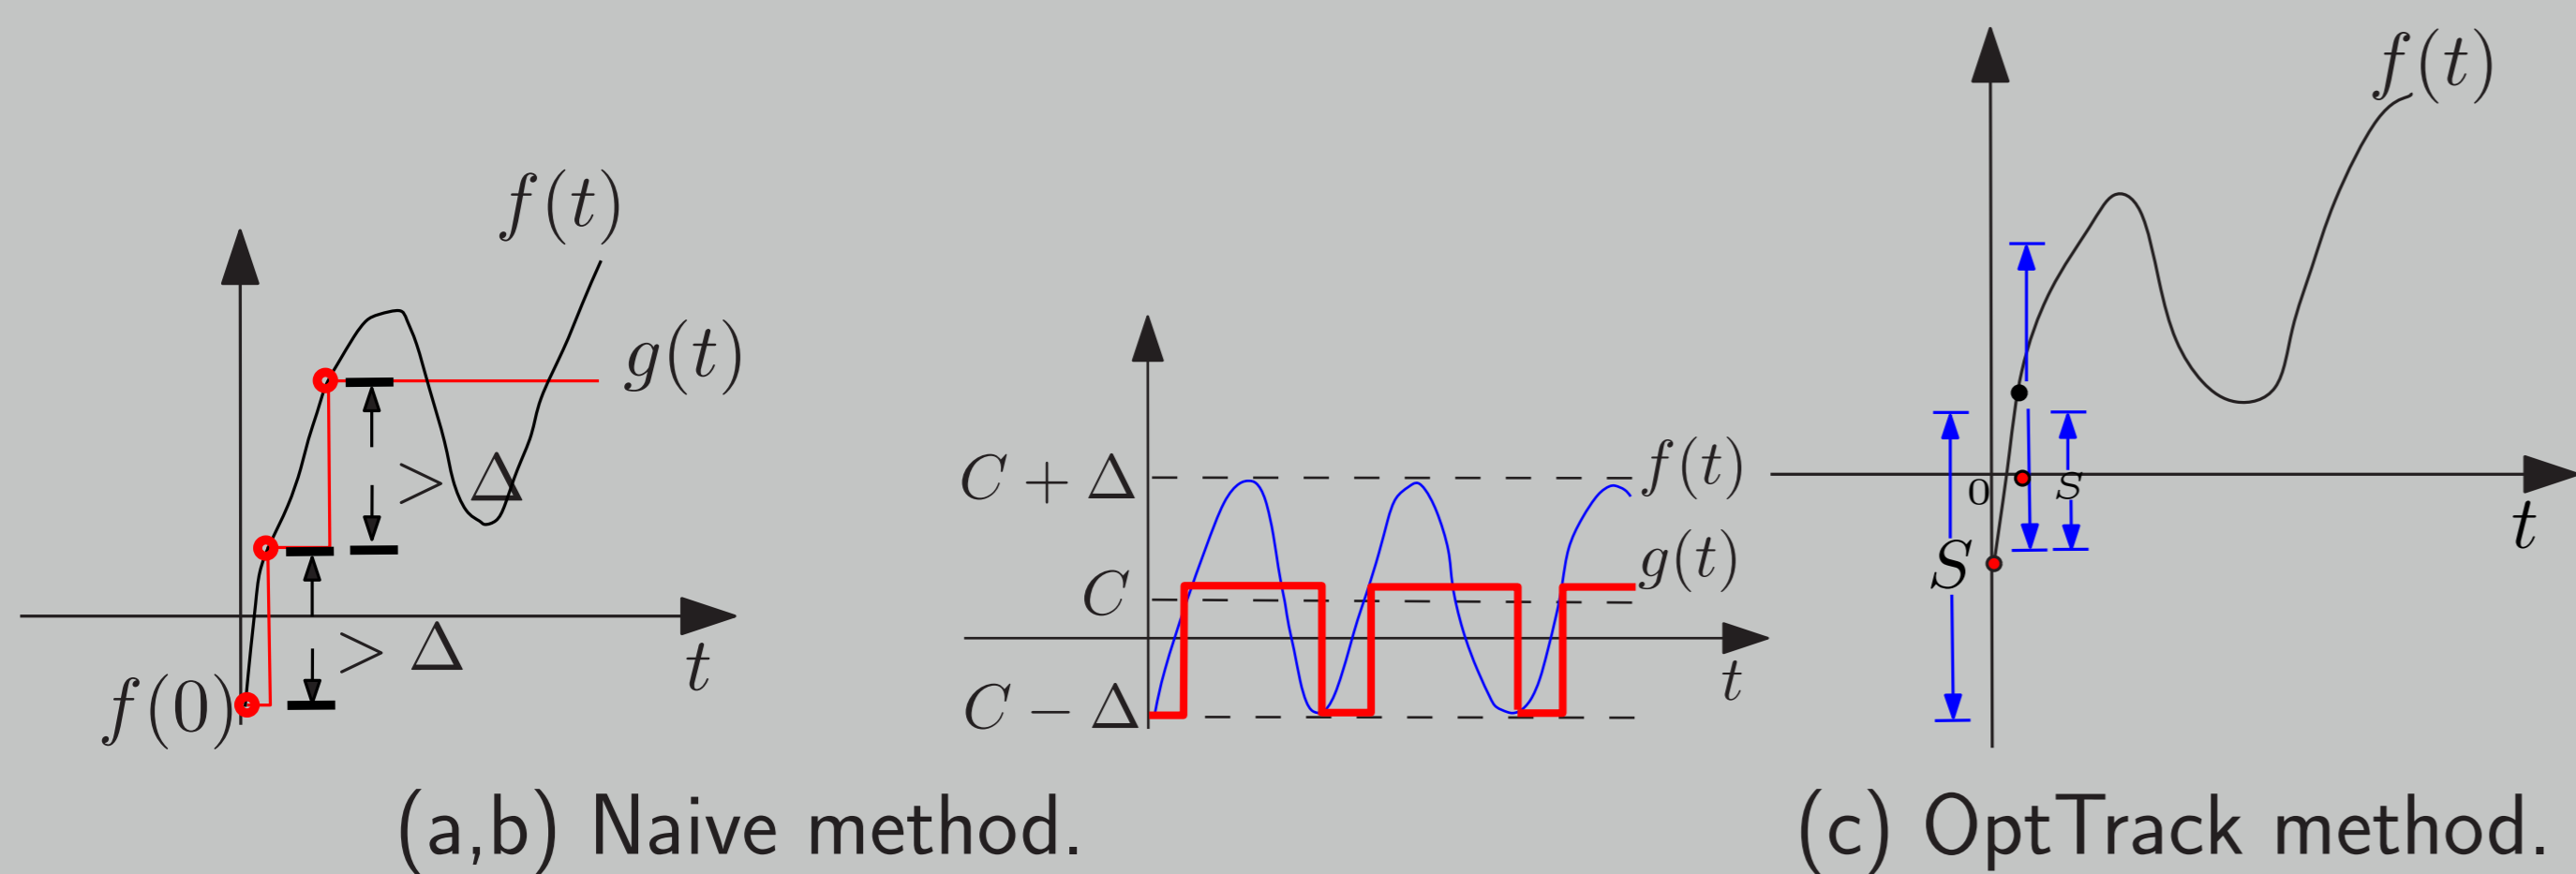 f(t)
g(t)
> Δ
> Δ
f(0)
t
C + Δ
f(t)
g(t)
C
C − Δ
t
f(t)
0
S
S
t
(a,b) Naive method.
(c) OptTrack method.